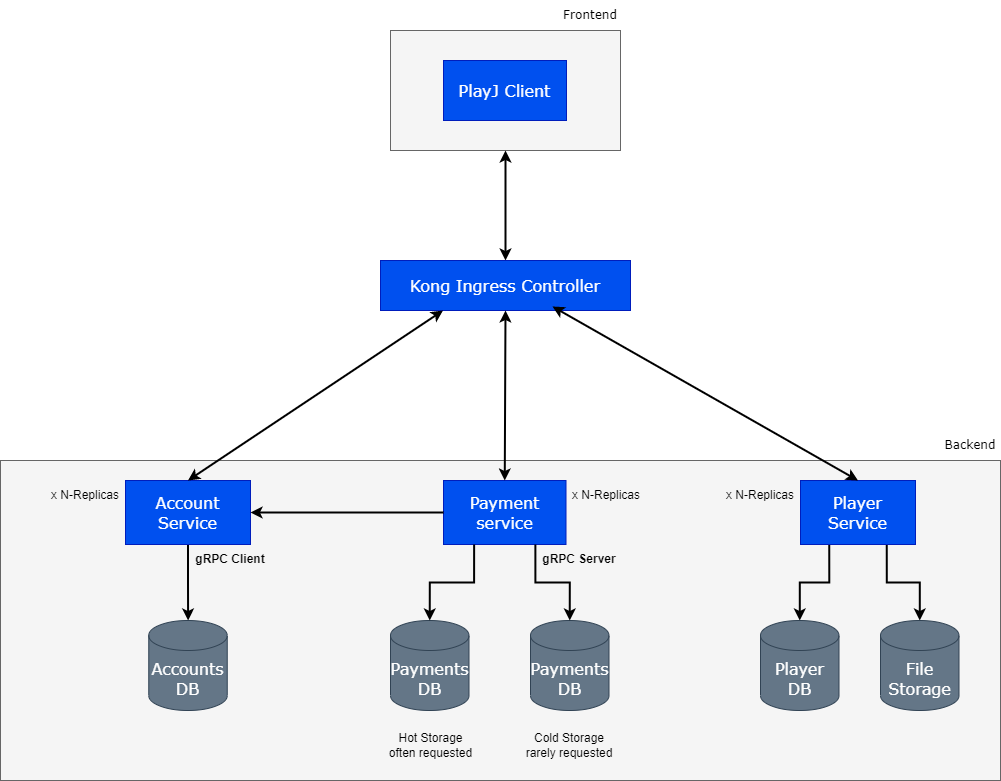 Frontend
PlayJ Client
Kong Ingress Controller
Backend
x N-Replicas
Account
Service
Payment
service
x N-Replicas
x N-Replicas
Player
Service
gRPC Client
gRPC Server
Accounts
DB
Payments
DB
Payments
DB
Player
DB
File
Storage
Hot Storage
often requested
Cold Storage
rarely requested